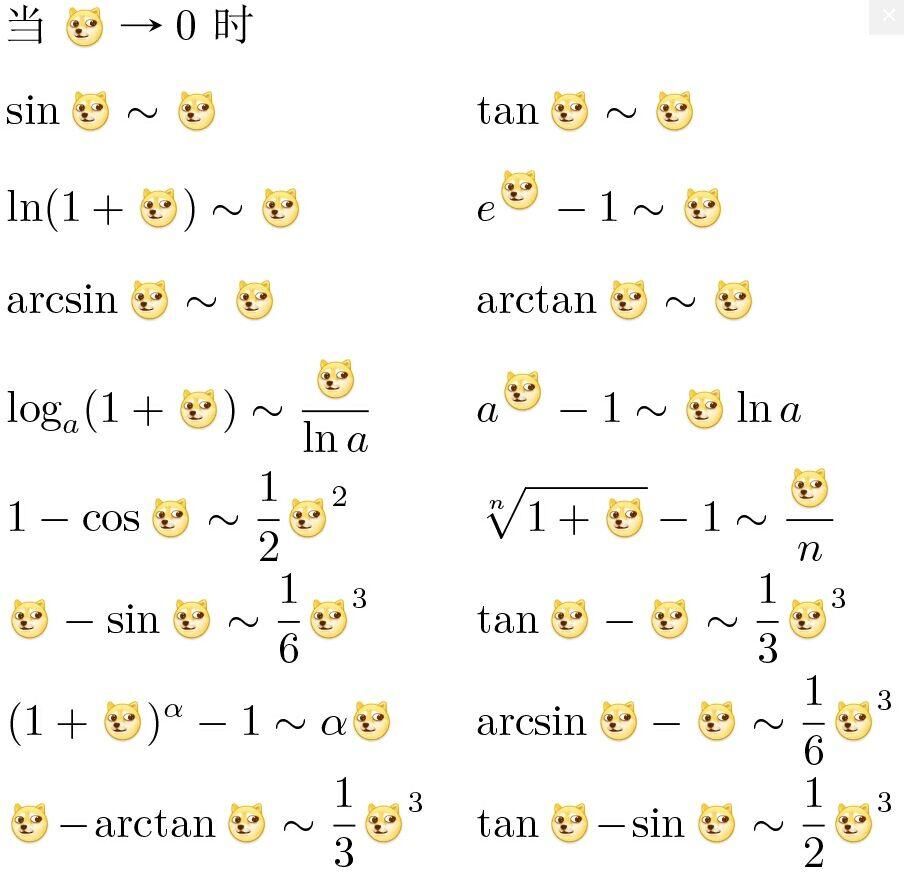 当 🐶 → 0 时
sin 🐶 ∼ 🐶
tan 🐶 ∼ 🐶
ln(1 + 🐶) ∼ 🐶
e^🐶 − 1 ∼ 🐶
arcsin 🐶 ∼ 🐶
arctan 🐶 ∼ 🐶
logₐ(1 + 🐶) ∼ 🐶/ln a
a^🐶 − 1 ∼ 🐶 ln a
1 − cos 🐶 ∼ 1/2 🐶²
ⁿ√(1 + 🐶) − 1 ∼ 🐶/n
🐶 − sin 🐶 ∼ 1/6 🐶³
tan 🐶 − 🐶 ∼ 1/3 🐶³
(1 + 🐶)^α − 1 ∼ α🐶
arcsin 🐶 − 🐶 ∼ 1/6 🐶³
🐶 − arctan 🐶 ∼ 1/3 🐶³
tan 🐶 − sin 🐶 ∼ 1/2 🐶³